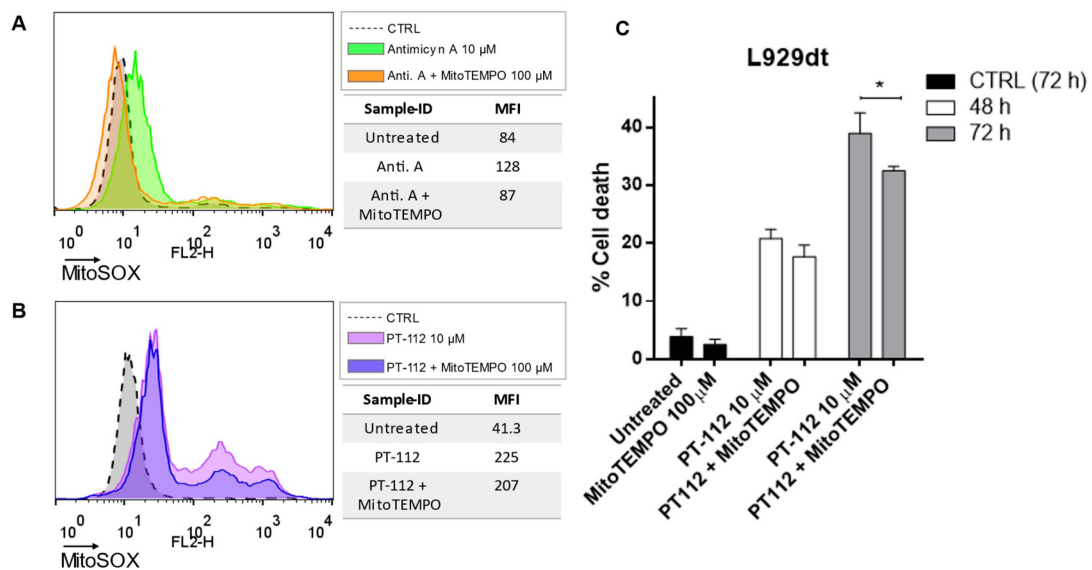 A
CTRL
Antimicyn A 10 µM
Anti. A + MitoTEMPO 100 µM
Sample-ID MFI
Untreated 84
Anti. A 128
Anti. A + MitoTEMPO 87
10^0 10^1 10^2 10^3 10^4
FL2-H
MitoSOX
B
CTRL
PT-112 10 µM
PT-112 + MitoTEMPO 100 µM
Sample-ID MFI
Untreated 41.3
PT-112 225
PT-112 + MitoTEMPO 207
10^0 10^1 10^2 10^3 10^4
FL2-H
MitoSOX
C
L929dt
CTRL (72 h)
48 h
72 h
*
% Cell death
40
30
20
10
0
Untreated
MitoTEMPO 100µM
PT-112 10 µM
PT112 + MitoTEMPO
PT-112 10 µM
PT112 + MitoTEMPO